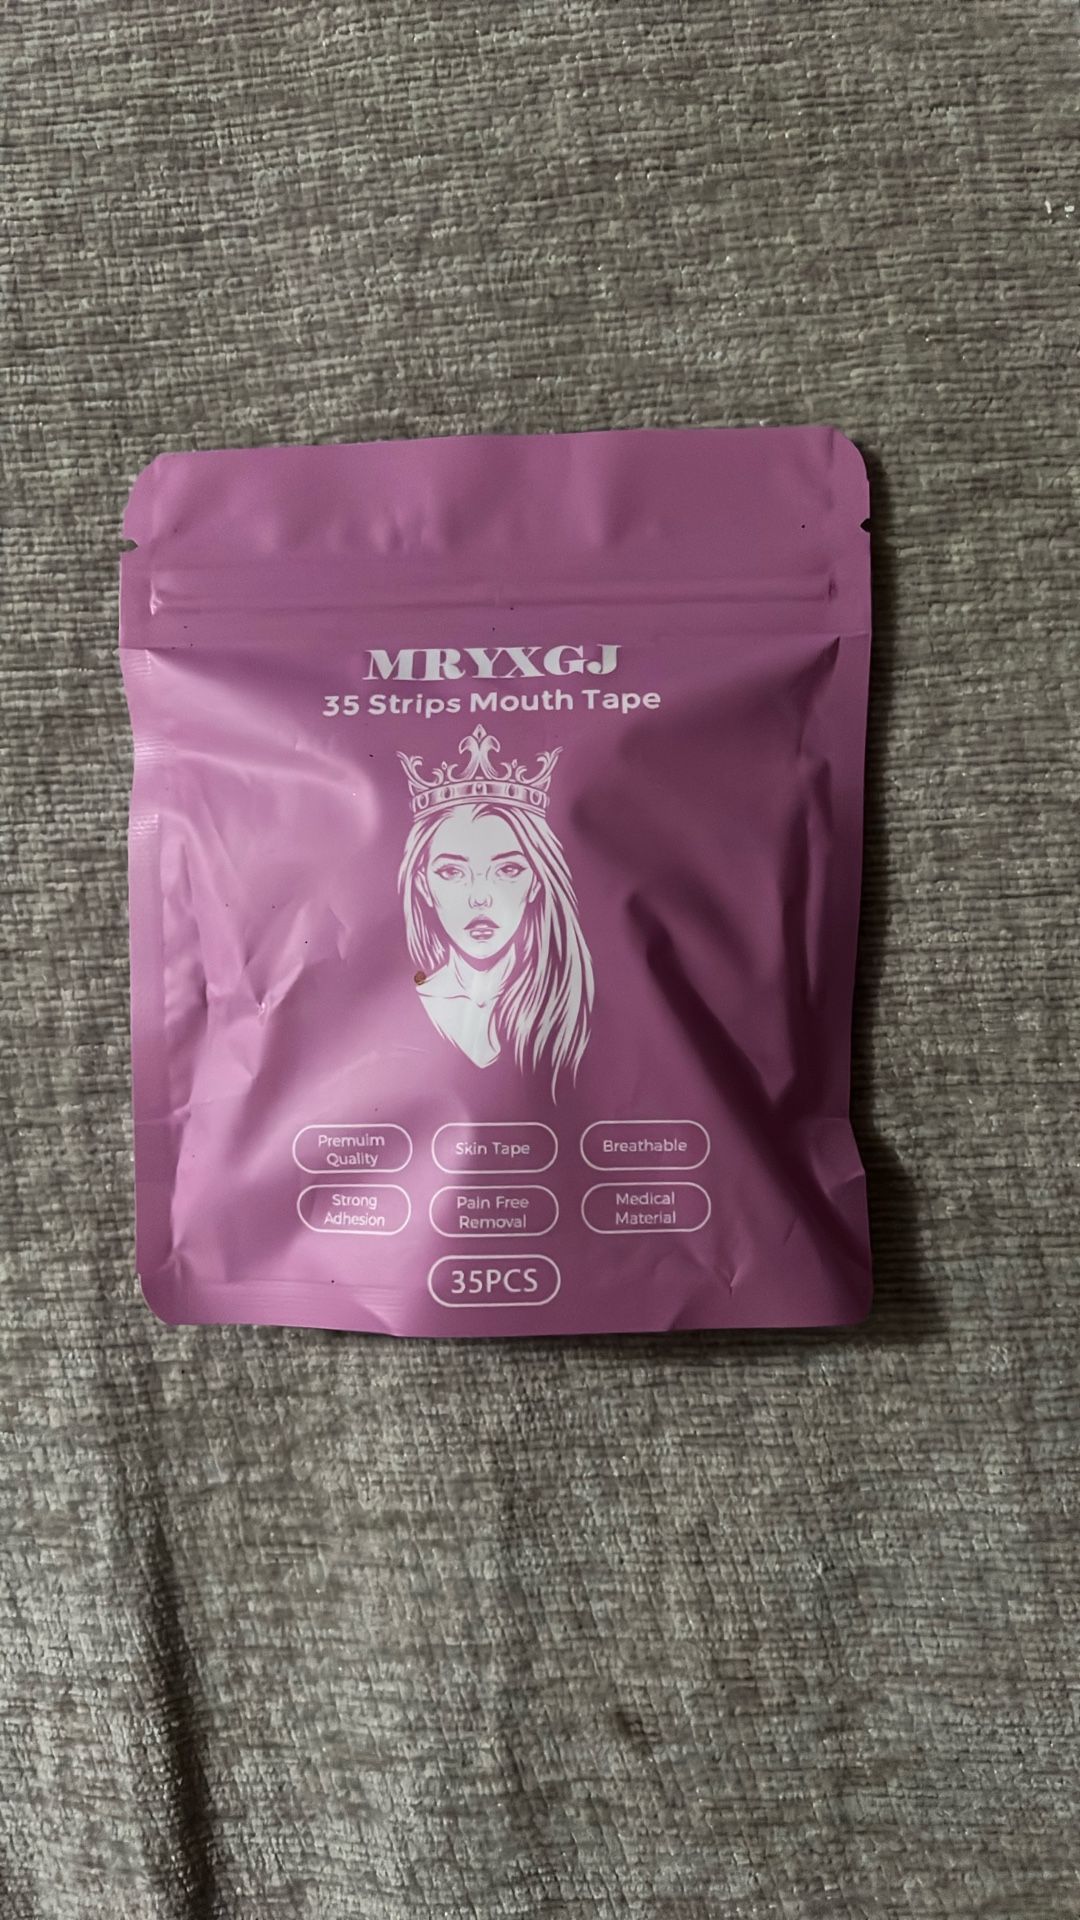 MRYXGJ
35 Strips Mouth Tape
Premuim
Quality
Skin Tape
Breathable
Strong
Adhesion
Pain Free
Removal
Medical
Material
35PCS